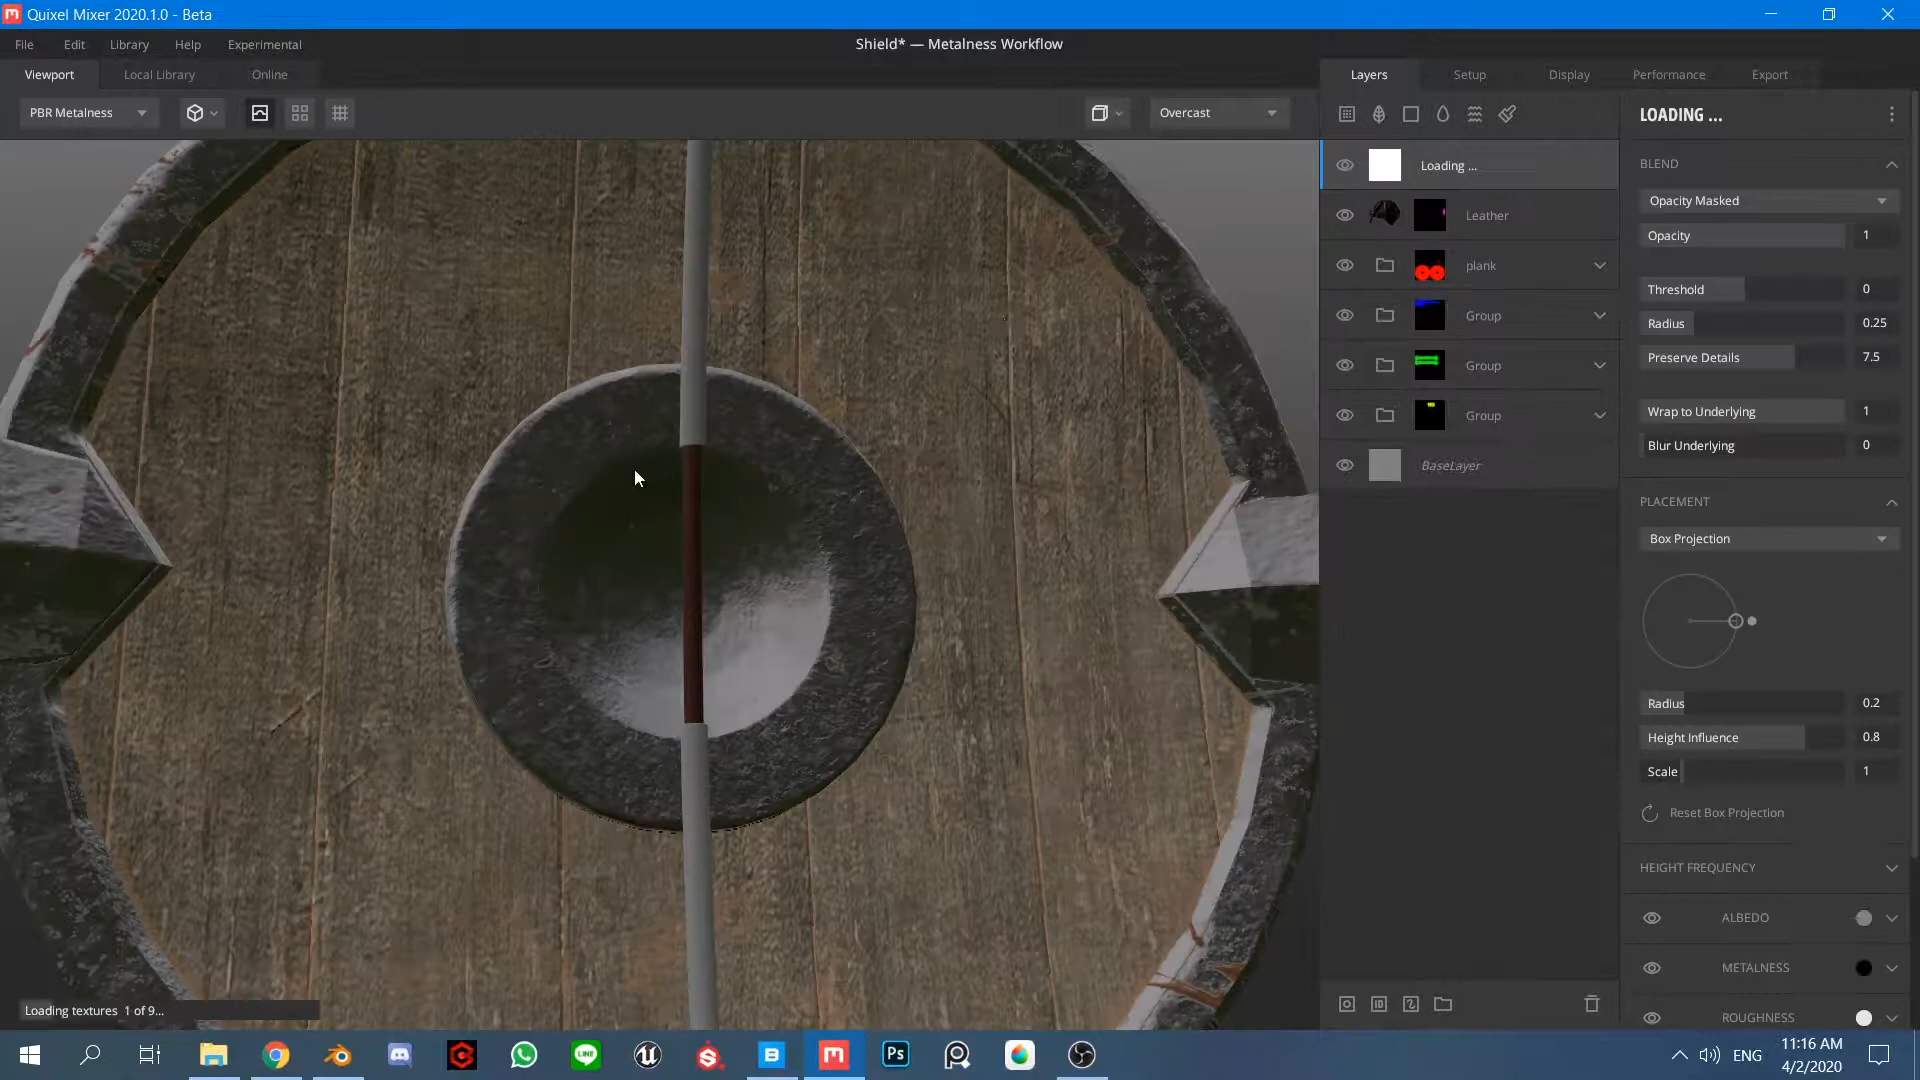 Quixel Mixer 2020.1.0 - Beta
File Edit Library Help Experimental
Shield* — Metalness Workflow
Viewport Local Library Online
Layers Setup Display Performance Export
PBR Metalness
Overcast
LOADING ...
Loading ...
Leather
plank
Group
Group
Group
BaseLayer
BLEND
Opacity Masked
Opacity 1
Threshold 0
Radius 0.25
Preserve Details 7.5
Wrap to Underlying 1
Blur Underlying 0
PLACEMENT
Box Projection
Radius 0.2
Height Influence 0.8
Scale 1
Reset Box Projection
HEIGHT FREQUENCY
ALBEDO
METALNESS
ROUGHNESS
Loading textures 1 of 9...
ENG
11:16 AM
4/2/2020